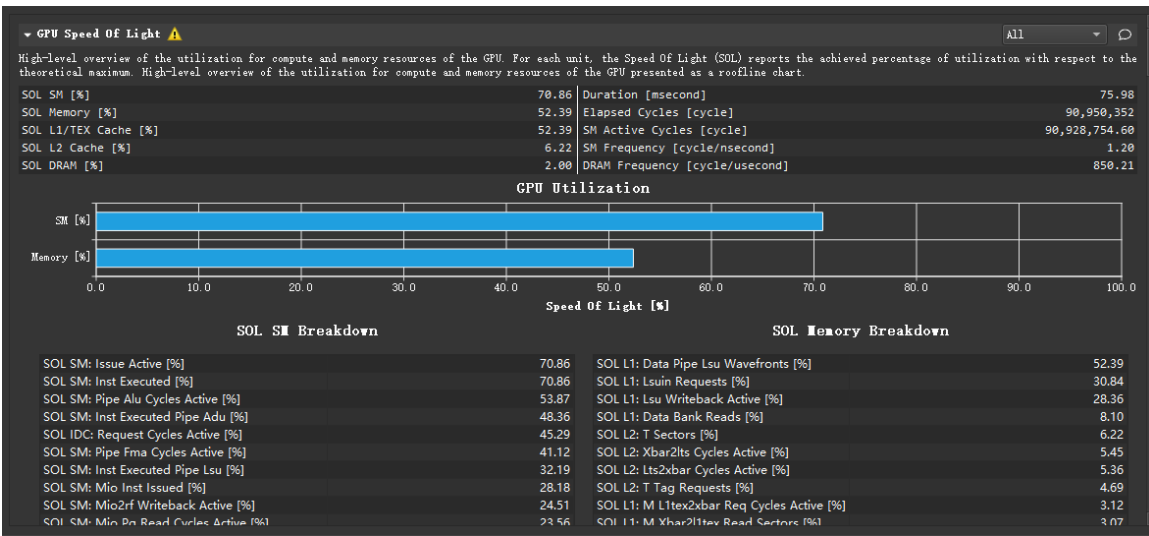 GPU Speed Of Light
All
High-level overview of the utilization for compute and memory resources of the GPU. For each unit, the Speed Of Light (SOL) reports the achieved percentage of utilization with respect to the
theoretical maximum. High-level overview of the utilization for compute and memory resources of the GPU presented as a roofline chart.
SOL SM [%] 70.86 Duration [msecond] 75.98
SOL Memory [%] 52.39 Elapsed Cycles [cycle] 90,950,352
SOL L1/TEX Cache [%] 52.39 SM Active Cycles [cycle] 90,928,754.60
SOL L2 Cache [%] 6.22 SM Frequency [cycle/nsecond] 1.20
SOL DRAM [%] 2.00 DRAM Frequency [cycle/usecond] 850.21
GPU Utilization
SM [%]
Memory [%]
0.0 10.0 20.0 30.0 40.0 50.0 60.0 70.0 80.0 90.0 100.0
Speed Of Light [%]
SOL SM Breakdown
SOL SM: Issue Active [%] 70.86
SOL SM: Inst Executed [%] 70.86
SOL SM: Pipe Alu Cycles Active [%] 53.87
SOL SM: Inst Executed Pipe Adu [%] 48.36
SOL IDC: Request Cycles Active [%] 45.29
SOL SM: Pipe Fma Cycles Active [%] 41.12
SOL SM: Inst Executed Pipe Lsu [%] 32.19
SOL SM: Mio Inst Issued [%] 28.18
SOL SM: Mio2rf Writeback Active [%] 24.51
SOL SM: Mio Pq Read Cycles Active [%] 23.56
SOL Memory Breakdown
SOL L1: Data Pipe Lsu Wavefronts [%] 52.39
SOL L1: Lsuin Requests [%] 30.84
SOL L1: Lsu Writeback Active [%] 28.36
SOL L1: Data Bank Reads [%] 8.10
SOL L2: T Sectors [%] 6.22
SOL L2: Xbar2lts Cycles Active [%] 5.45
SOL L2: Lts2xbar Cycles Active [%] 5.36
SOL L2: T Tag Requests [%] 4.69
SOL L1: M L1tex2xbar Req Cycles Active [%] 3.12
SOL L1: M Xbar2l1tex Read Sectors [%] 3.07